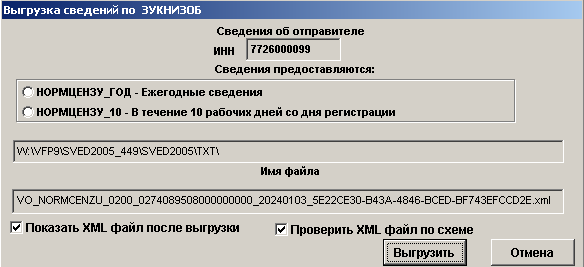 Выгрузка сведений по ЗУКНИЗОБ
Сведения об отправителе
ИНН 7726000099
Сведения предоставляются:
НОРМЦЕНЗУ_ГОД - Ежегодные сведения
НОРМЦЕНЗУ_10 - В течение 10 рабочих дней со дня регистрации
W:\VFP9\SVED2005_449\SVED2005\TXT\
Имя файла
VO_NORMCENZU_0200_0274089508000000000_20240103_5E22CE30-B43A-4846-BCED-BF743EFCCD2E.xml
Показать XML файл после выгрузки Проверить XML файл по схеме
Выгрузить Отмена